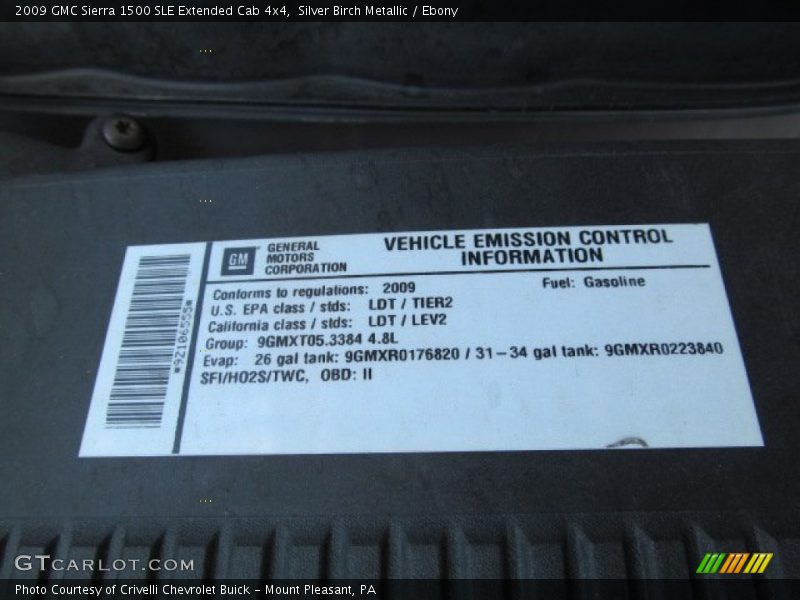 2009 GMC Sierra 1500 SLE Extended Cab 4x4,  Silver Birch Metallic / Ebony
GM
GENERAL
MOTORS
CORPORATION
VEHICLE EMISSION CONTROL
INFORMATION
Conforms to regulations: 2009
Fuel: Gasoline
U.S. EPA class / stds: LDT / TIER2
California class / stds: LDT / LEV2
Group: 9GMXT05.3384 4.8L
Evap: 26 gal tank: 9GMXR0176820 / 31-34 gal tank: 9GMXR0223840
SFI/HO2S/TWC, OBD: II
*92106555*
GTCARLOT.COM
Photo Courtesy of Crivelli Chevrolet Buick - Mount Pleasant, PA